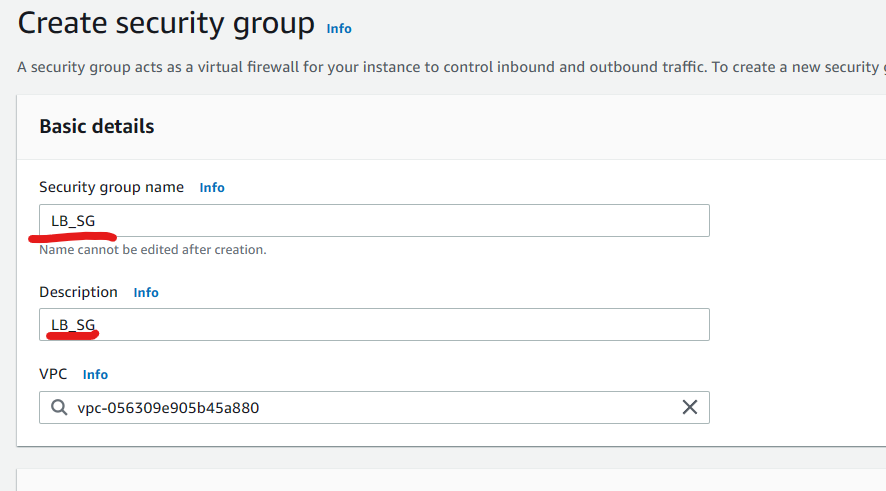 Create security group Info
A security group acts as a virtual firewall for your instance to control inbound and outbound traffic. To create a new security
Basic details
Security group name Info
LB_SG
Name cannot be edited after creation.
Description Info
LB_SG
VPC Info
vpc-056309e905b45a880